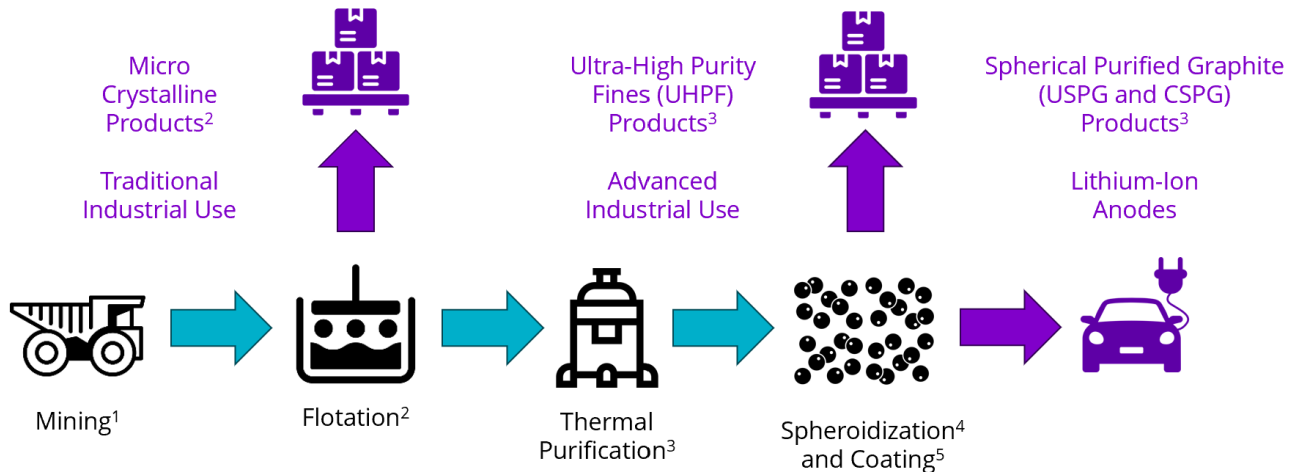 Micro
Crystalline
Products²
Traditional
Industrial Use
Ultra-High Purity
Fines (UHPF)
Products³
Advanced
Industrial Use
Spherical Purified Graphite
(USPG and CSPG)
Products³
Lithium-Ion
Anodes
Mining¹
Flotation²
Thermal
Purification³
Spheroidization⁴
and Coating⁵